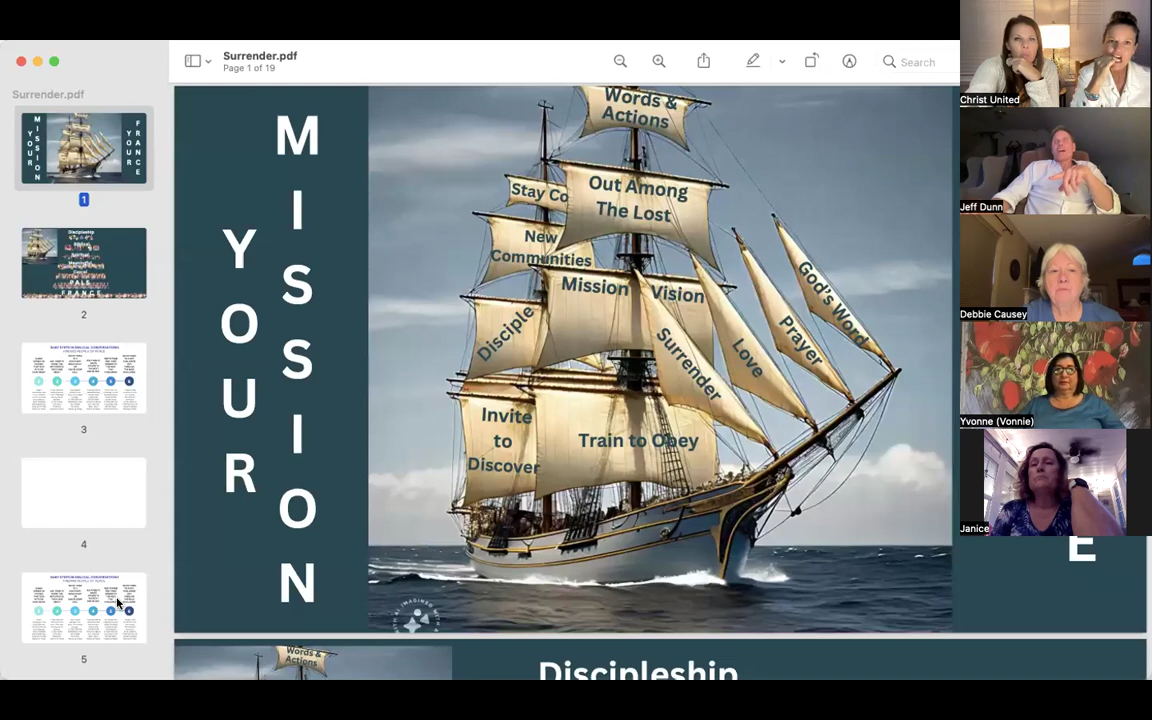 Surrender.pdf
Page 1 of 19
Search
Surrender.pdf
1
2
3
4
5
YOUR
MISSION
Words &
Actions
Stay Co
Out Among
The Lost
New
Communities
Mission
Vision
God's Word
Disciple
Surrender
Love
Prayer
Invite
to
Discover
Train to Obey
E
Words &
Actions
Discipleship
Christ United
Jeff Dunn
Debbie Causey
Yvonne (Vonnie)
Janice